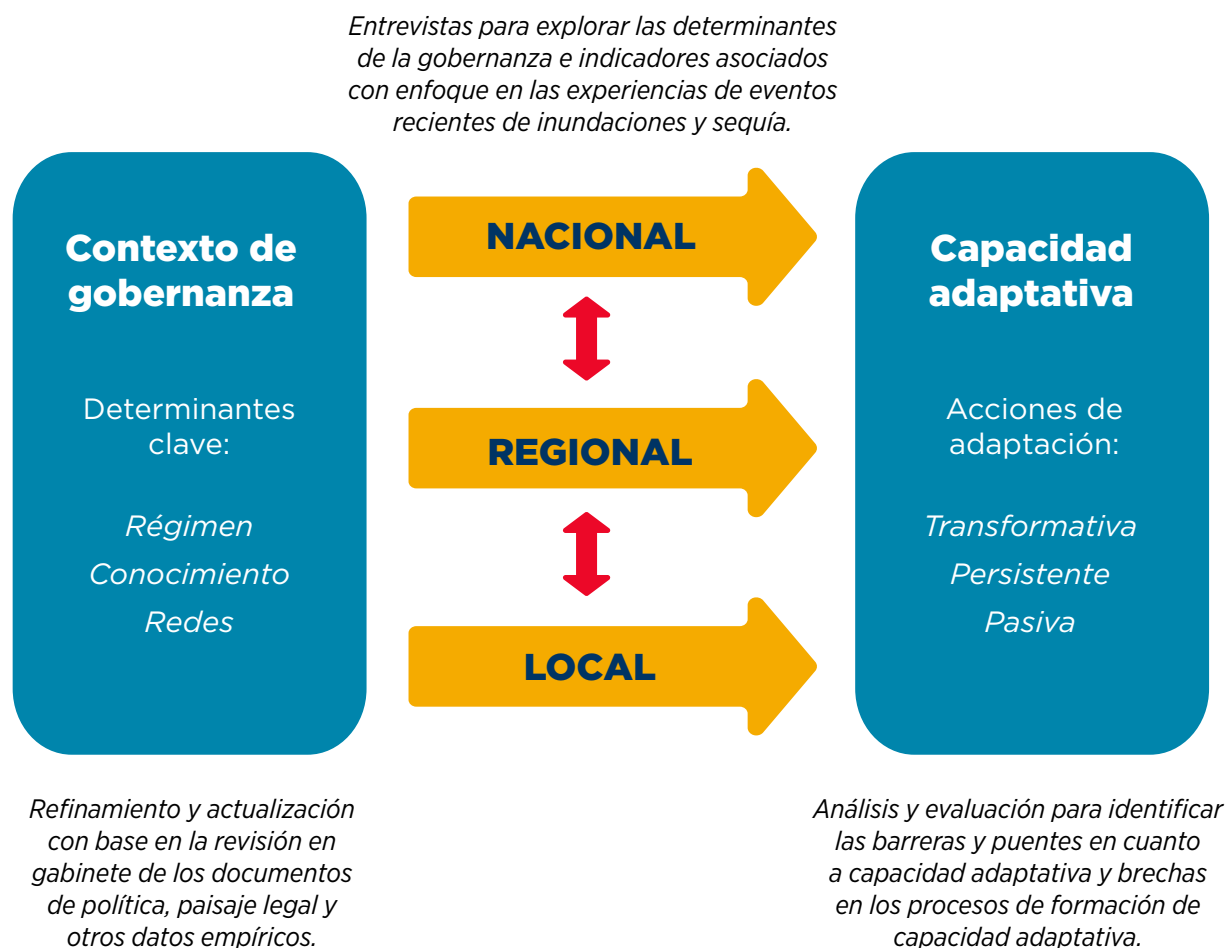 Entrevistas para explorar las determinantes
de la gobernanza e indicadores asociados
con enfoque en las experiencias de eventos
recientes de inundaciones y sequía.
Contexto de
gobernanza
Determinantes
clave:
Régimen
Conocimiento
Redes
NACIONAL
REGIONAL
LOCAL
Capacidad
adaptativa
Acciones de
adaptación:
Transformativa
Persistente
Pasiva
Refinamiento y actualización
con base en la revisión en
gabinete de los documentos
de política, paisaje legal y
otros datos empíricos.
Análisis y evaluación para identificar
las barreras y puentes en cuanto
a capacidad adaptativa y brechas
en los procesos de formación de
capacidad adaptativa.